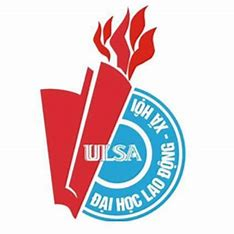 ULSA
ĐẠI HỌC LAO ĐỘNG - XÃ HỘI